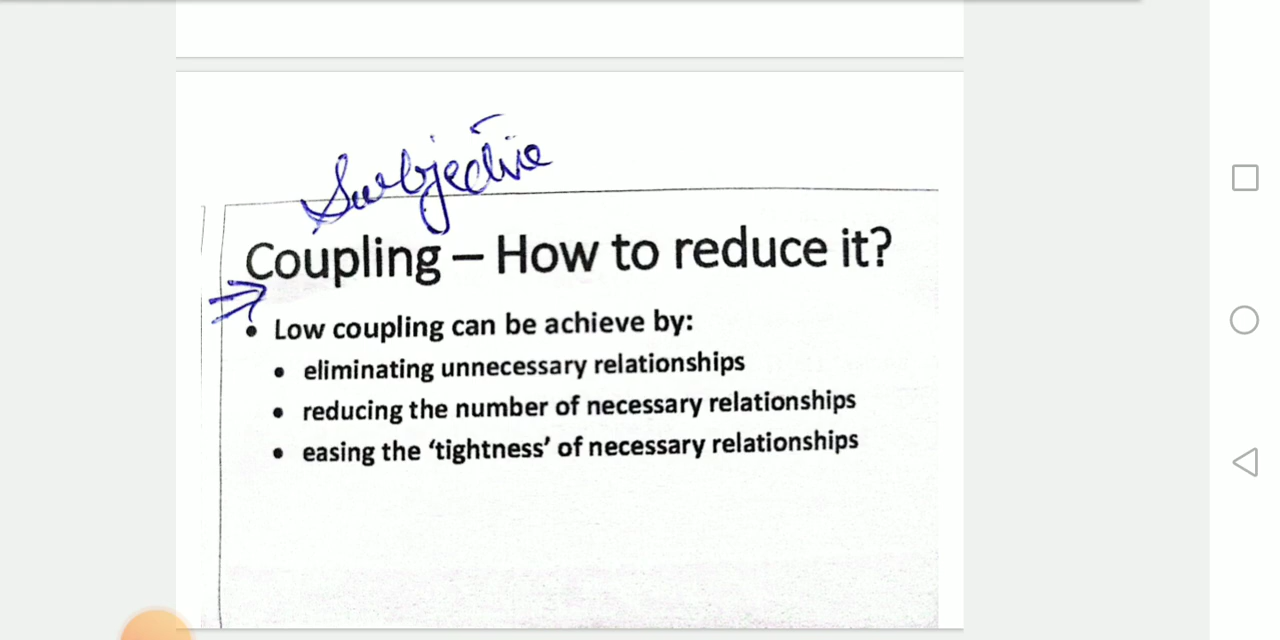 Subjective
Coupling – How to reduce it?
• Low coupling can be achieve by:
• eliminating unnecessary relationships
• reducing the number of necessary relationships
• easing the ‘tightness’ of necessary relationships